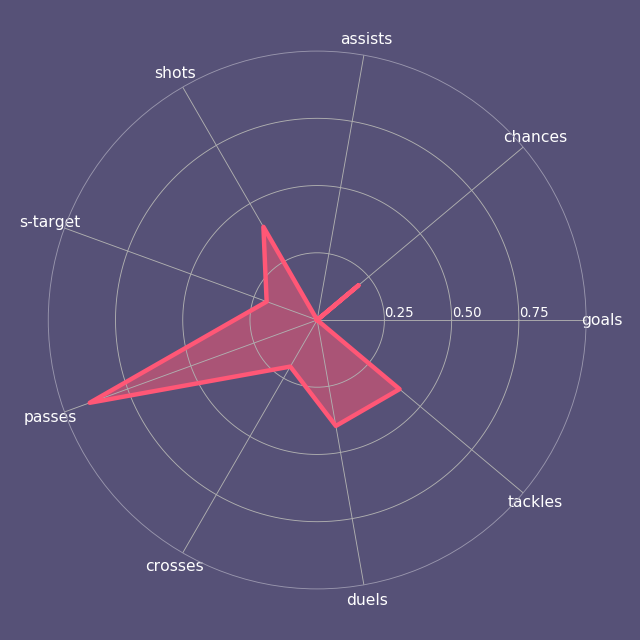 assists
shots
chances
s-target
0.25
0.50
0.75
goals
passes
tackles
crosses
duels